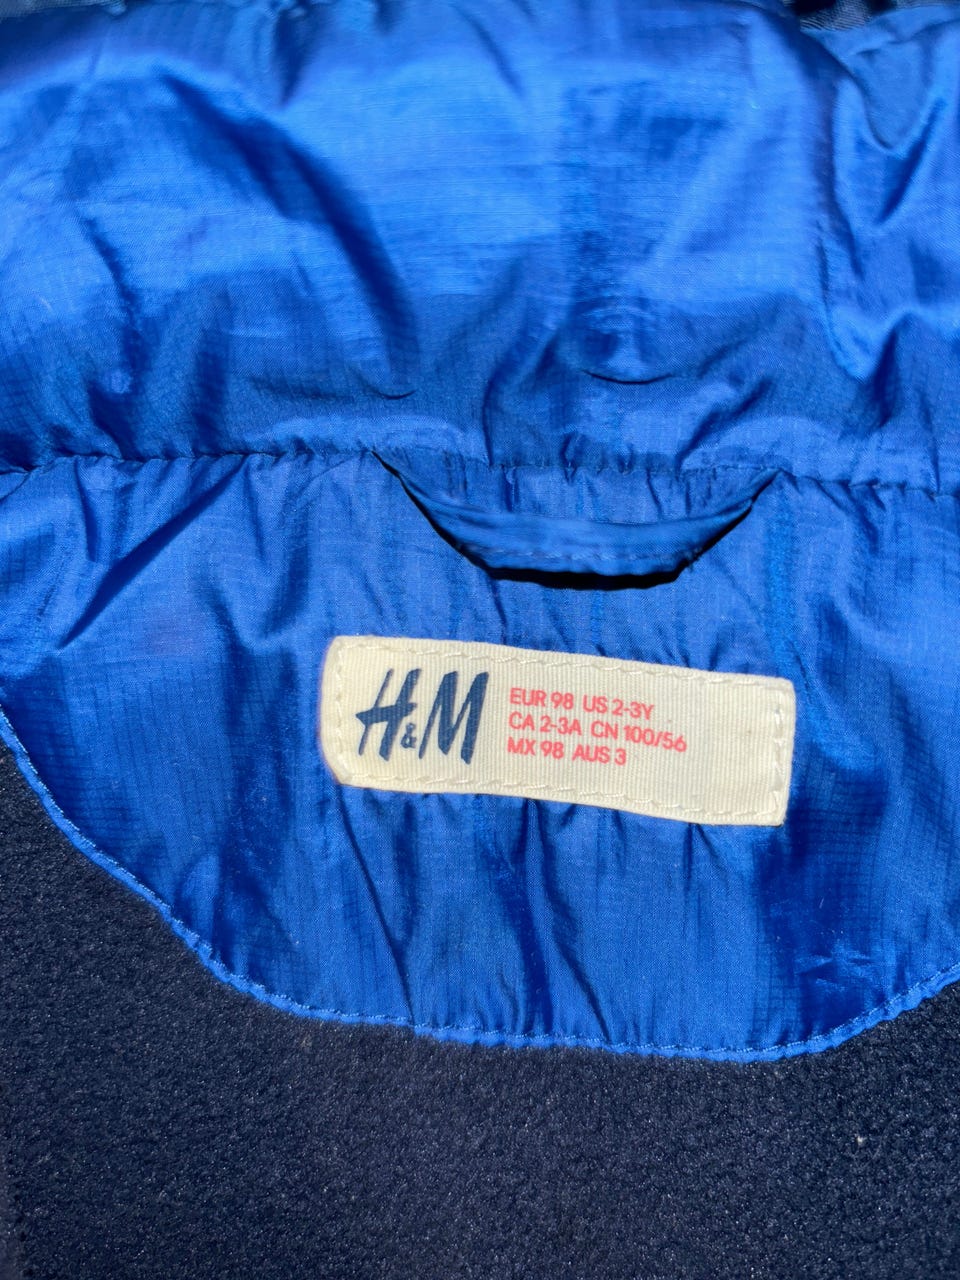 H&M
EUR 98 US 2-3Y
CA 2-3A CN 100/56
MX 98 AUS 3